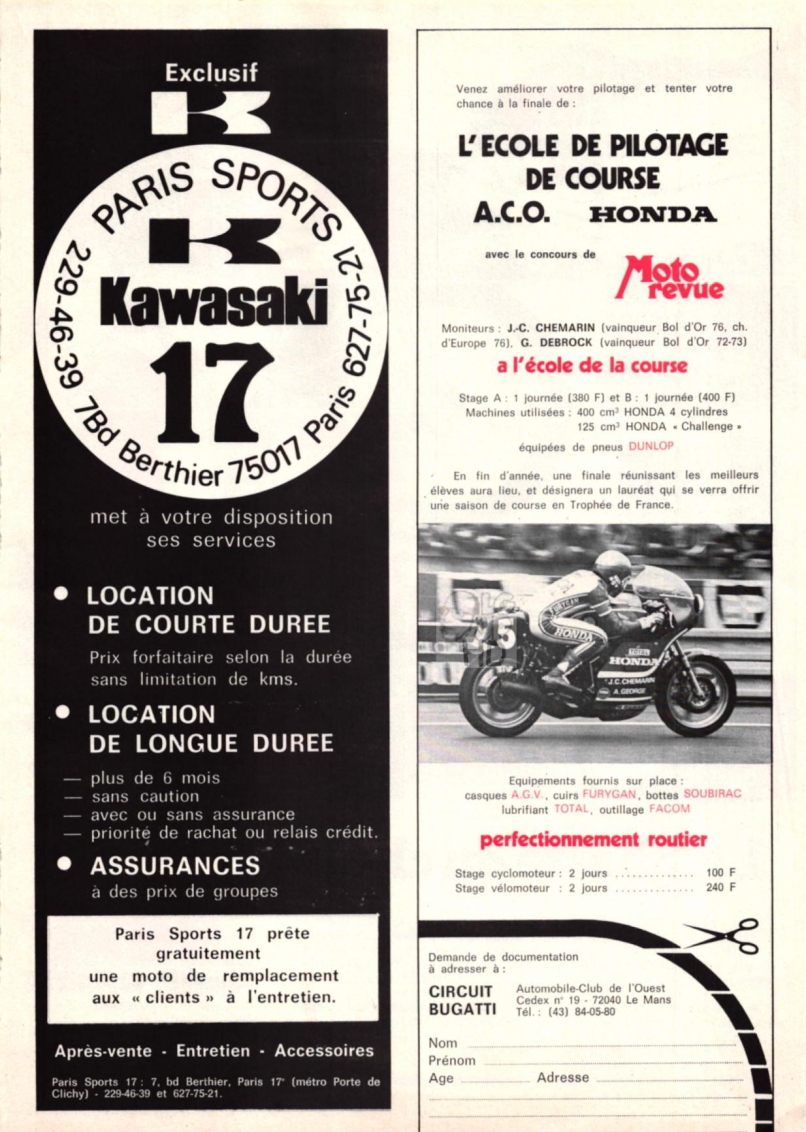 Exclusif
PARIS SPORTS
229-46-39
627-75-21
Kawasaki
17
7Bd Berthier 75017 Paris
met à votre disposition
ses services
• LOCATION
DE COURTE DUREE
Prix forfaitaire selon la durée
sans limitation de kms.
• LOCATION
DE LONGUE DUREE
— plus de 6 mois
— sans caution
— avec ou sans assurance
— priorité de rachat ou relais crédit.
• ASSURANCES
à des prix de groupes
Paris Sports 17 prête
gratuitement
une moto de remplacement
aux « clients » à l'entretien.
Après-vente - Entretien - Accessoires
Paris Sports 17 : 7, bd Berthier, Paris 17e (métro Porte de
Clichy) - 229-46-39 et 627-75-21.
Venez améliorer votre pilotage et tenter votre
chance à la finale de :
L'ECOLE DE PILOTAGE
DE COURSE
A.C.O. HONDA
avec le concours de
Moto
revue
Moniteurs : J.-C. CHEMARIN (vainqueur Bol d'Or 76, ch.
d'Europe 76), G. DEBROCK (vainqueur Bol d'Or 72-73)
a l'école de la course
Stage A : 1 journée (380 F) et B : 1 journée (400 F)
Machines utilisées : 400 cm³ HONDA 4 cylindres
125 cm³ HONDA « Challenge »
équipées de pneus DUNLOP
En fin d'année, une finale réunissant les meilleurs
élèves aura lieu, et désignera un lauréat qui se verra offrir
une saison de course en Trophée de France.
FURYGAN
HONDA
5
HONDA
J.C. CHEMARIN
A. GEORGE
Equipements fournis sur place :
casques A.G.V., cuirs FURYGAN, bottes SOUBIRAC
lubrifiant TOTAL, outillage FACOM
perfectionnement routier
Stage cyclomoteur : 2 jours ............. 100 F
Stage vélomoteur : 2 jours .............. 240 F
Demande de documentation
à adresser à :
CIRCUIT
BUGATTI
Automobile-Club de l'Ouest
Cedex n° 19 - 72040 Le Mans
Tél. : (43) 84-05-80
Nom
Prénom
Age Adresse